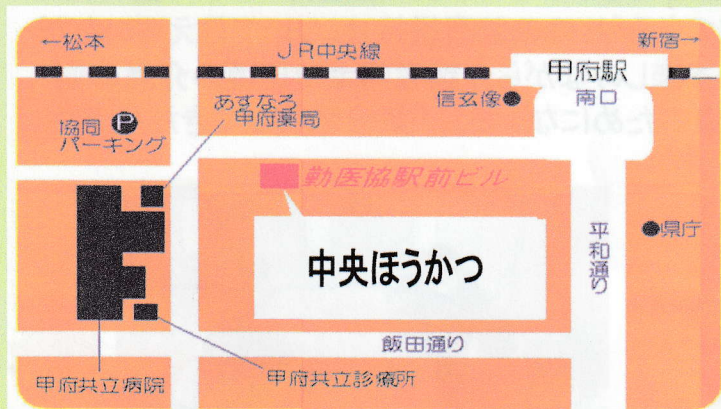 ←松本
新宿→
JR中央線
甲府駅
南口
信玄像
あすなろ
甲府薬局
協同 P
パーキング
勤医協駅前ビル
県庁
平和通り
中央ほうかつ
飯田通り
甲府共立病院
甲府共立診療所